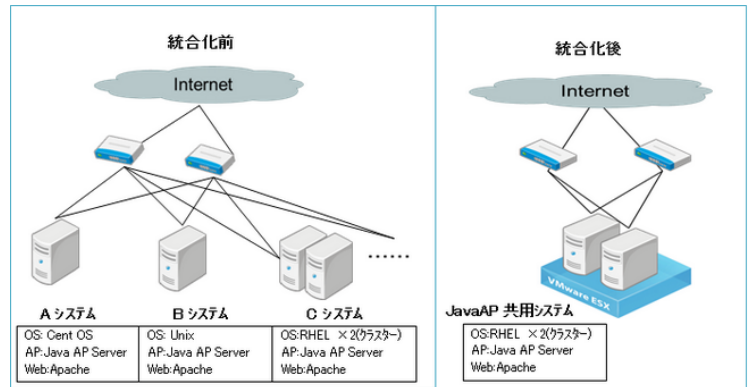 統合化前
Internet
Aシステム
OS: Cent OS
AP:Java AP Server
Web:Apache
Bシステム
OS: Unix
AP:Java AP Server
Web:Apache
Cシステム
OS:RHEL ×2(クラスター)
AP:Java AP Server
Web:Apache
……
統合化後
Internet
VMware ESX
JavaAP 共用システム
OS:RHEL ×2(クラスター)
AP:Java AP Server
Web:Apache